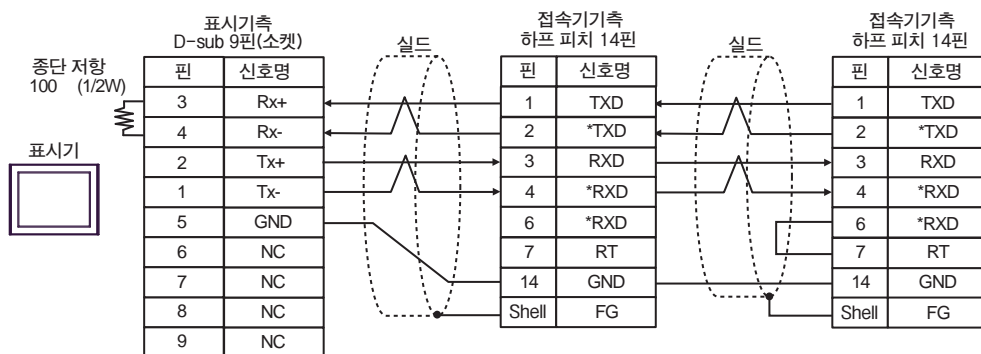 표시기측
D-sub 9핀(소켓)
실드
접속기기측
하프 피치 14핀
실드
접속기기측
하프 피치 14핀
종단 저항
100 (1/2W)
표시기
핀 신호명
3 Rx+
4 Rx-
2 Tx+
1 Tx-
5 GND
6 NC
7 NC
8 NC
9 NC
핀 신호명
1 TXD
2 *TXD
3 RXD
4 *RXD
6 *RXD
7 RT
14 GND
Shell FG
핀 신호명
1 TXD
2 *TXD
3 RXD
4 *RXD
6 *RXD
7 RT
14 GND
Shell FG